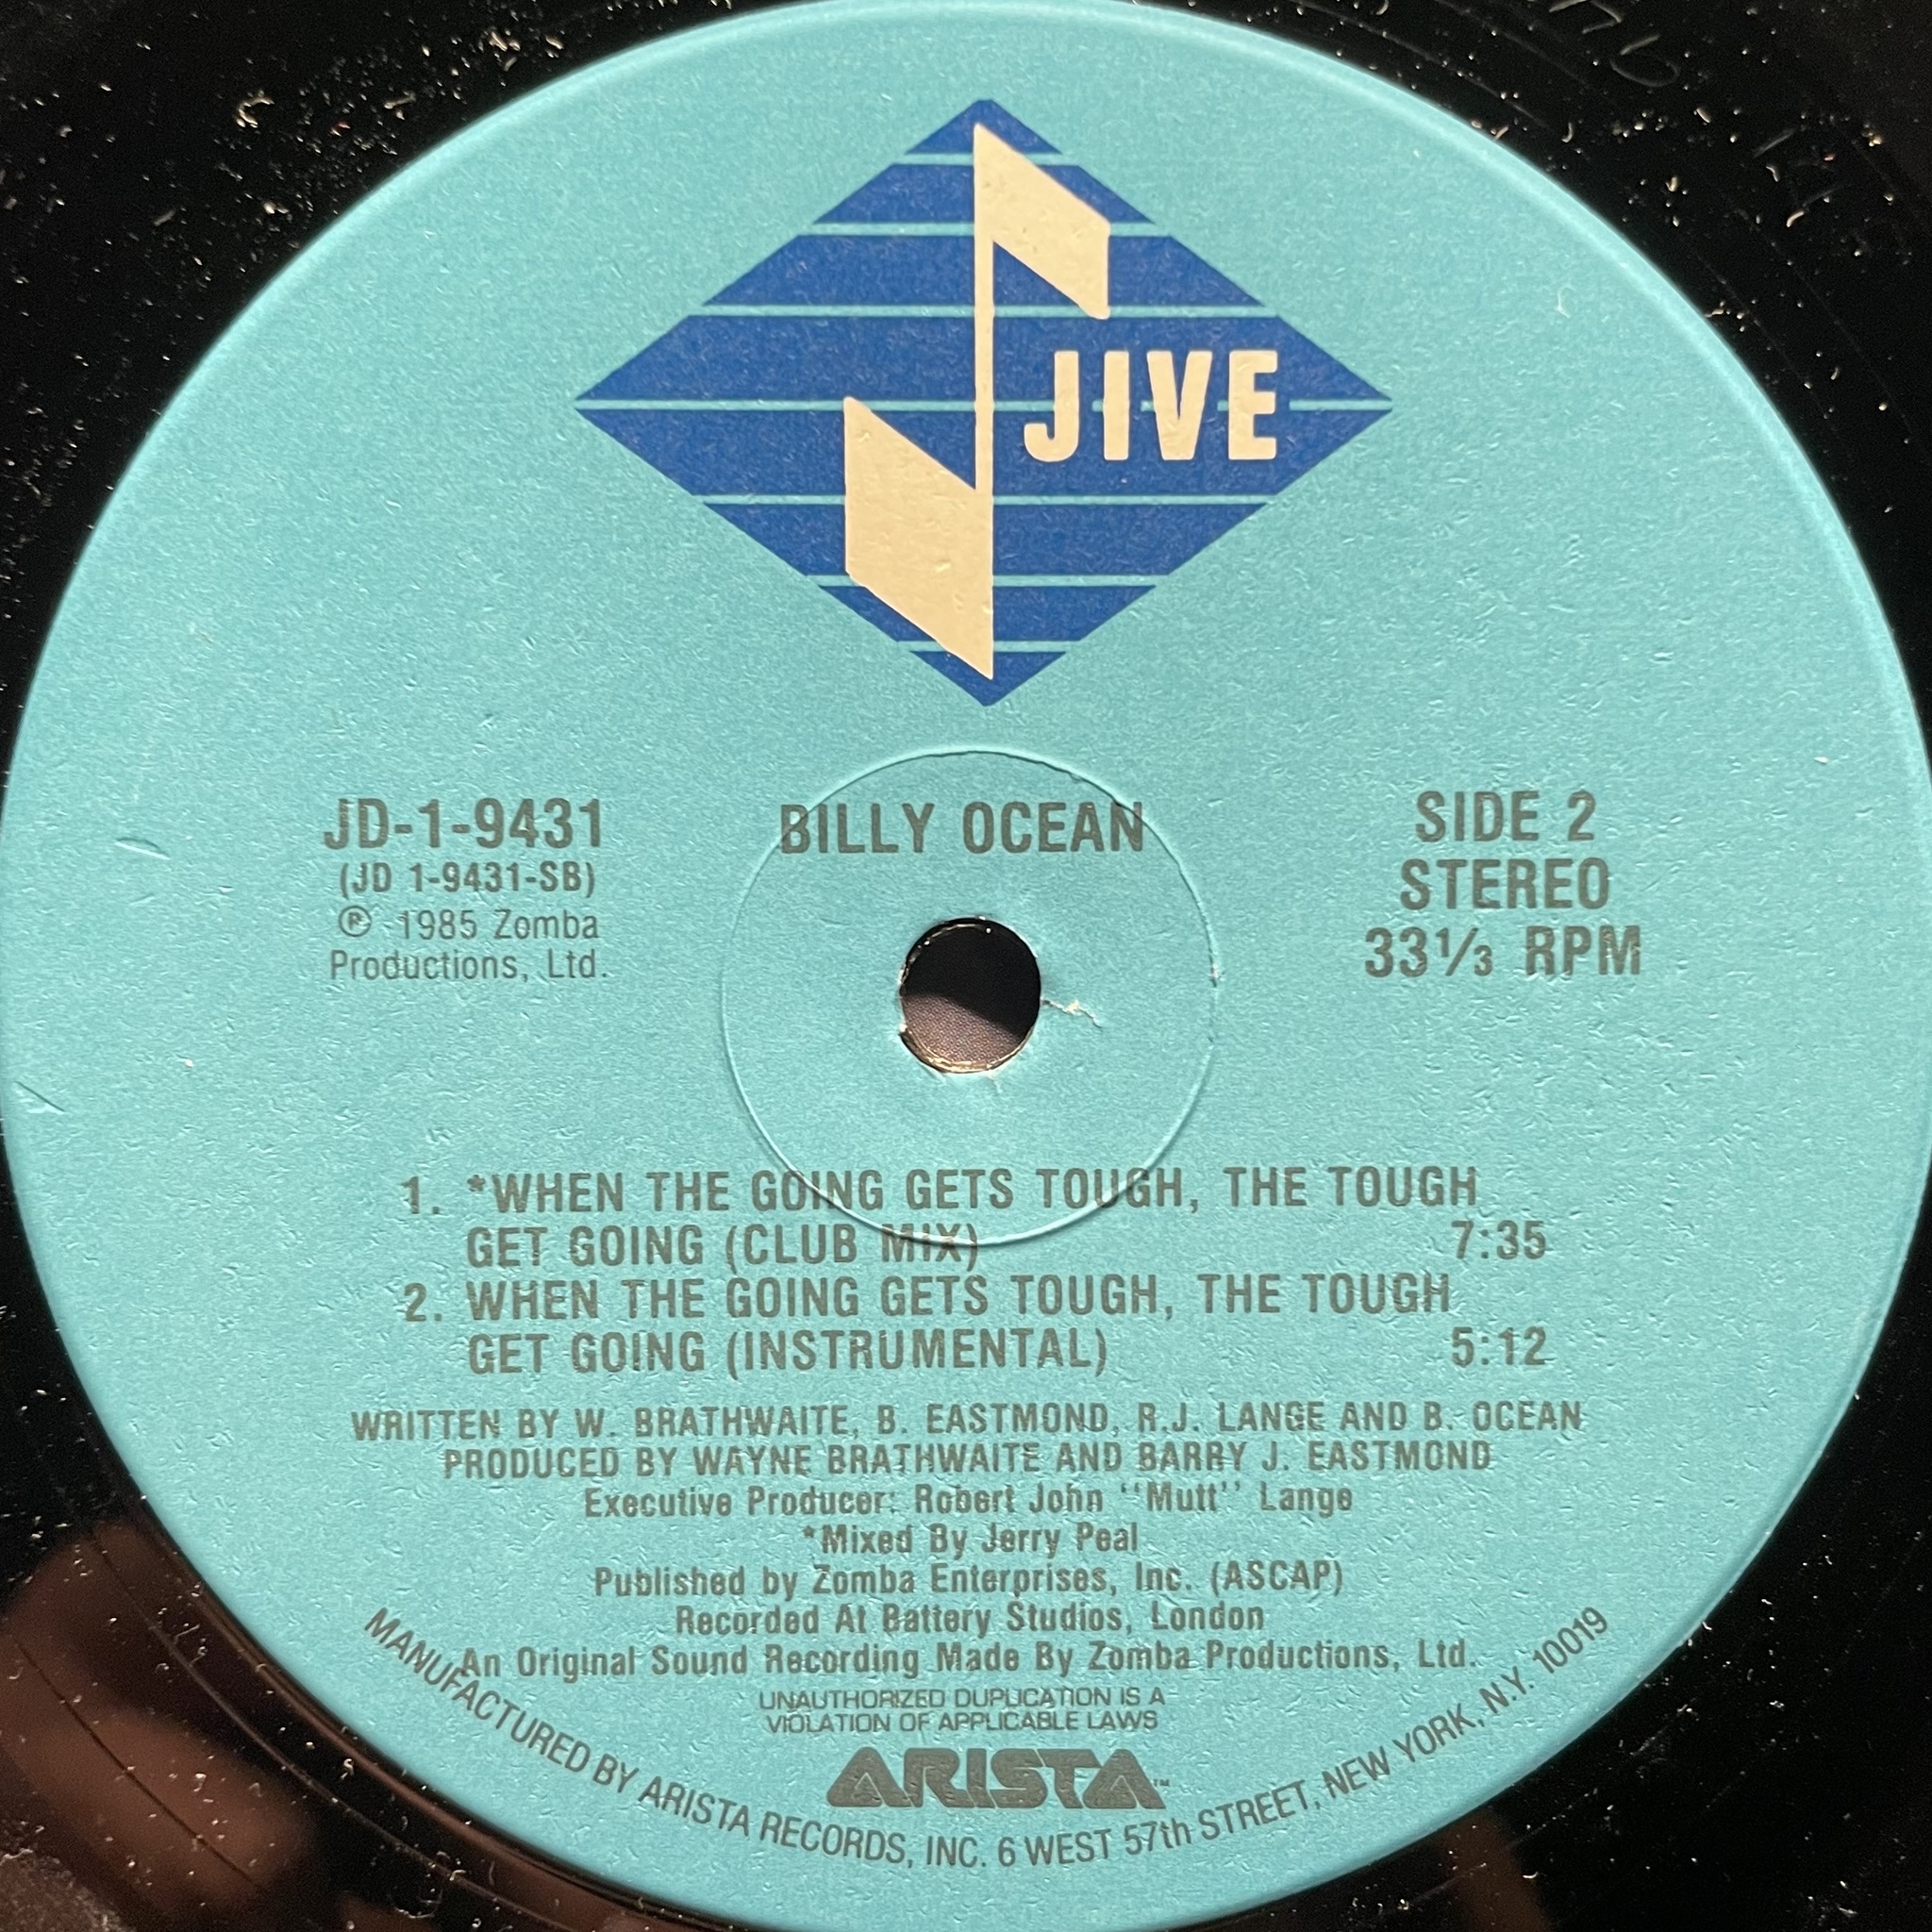 JIVE
JD-1-9431
(JD 1-9431-SB)
Ⓟ 1985 Zomba
Productions, Ltd.
BILLY OCEAN
SIDE 2
STEREO
33⅓ RPM
1. *WHEN THE GOING GETS TOUGH, THE TOUGH
GET GOING (CLUB MIX) 7:35
2. WHEN THE GOING GETS TOUGH, THE TOUGH
GET GOING (INSTRUMENTAL) 5:12
WRITTEN BY W. BRATHWAITE, B. EASTMOND, R.J. LANGE AND B. OCEAN
PRODUCED BY WAYNE BRATHWAITE AND BARRY J. EASTMOND
Executive Producer: Robert John "Mutt" Lange
*Mixed By Jerry Peal
Published by Zomba Enterprises, Inc. (ASCAP)
Recorded At Battery Studios, London
An Original Sound Recording Made By Zomba Productions, Ltd.
UNAUTHORIZED DUPLICATION IS A
VIOLATION OF APPLICABLE LAWS
ARISTA™
MANUFACTURED BY ARISTA RECORDS, INC. 6 WEST 57th STREET, NEW YORK, N.Y. 10019